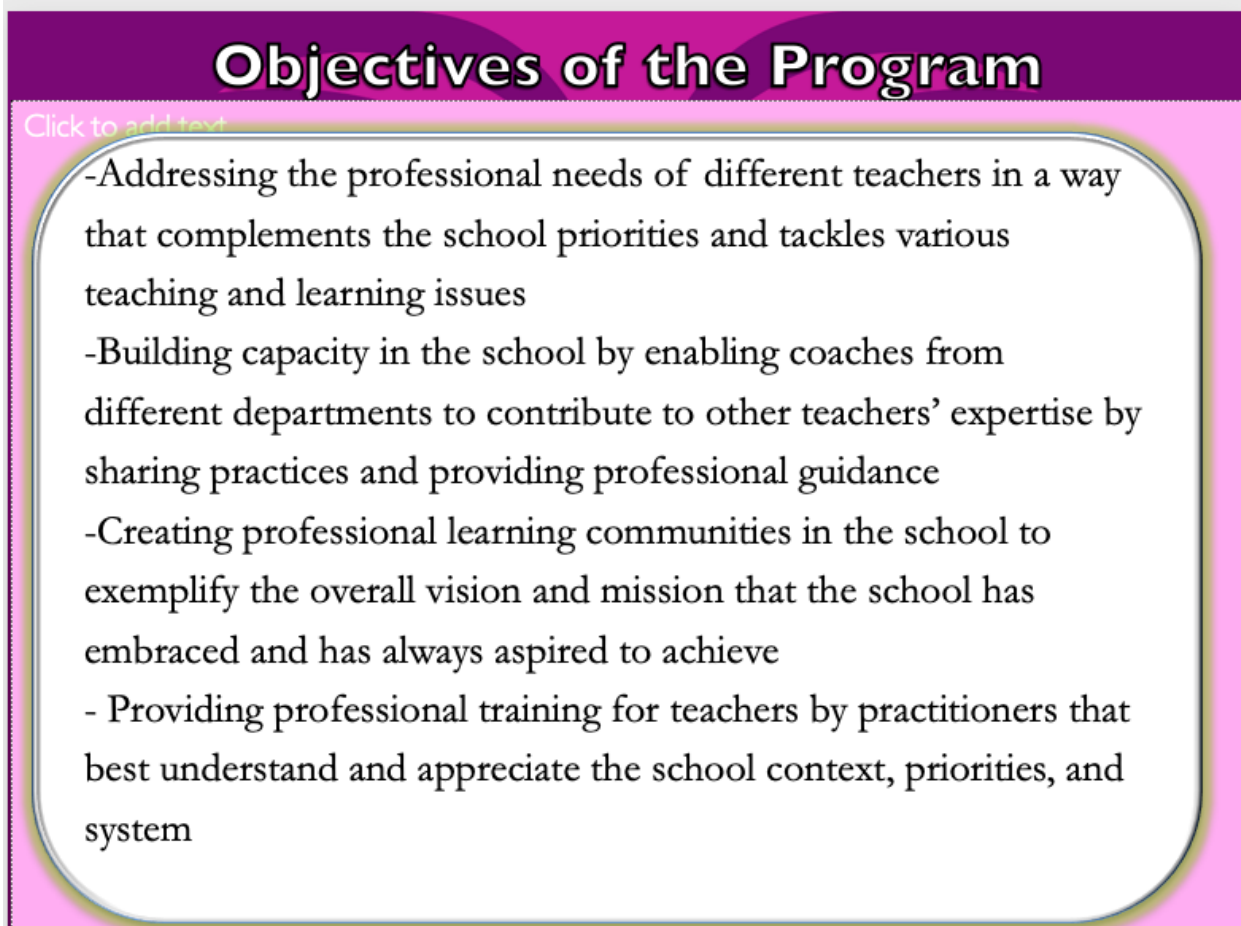 Objectives of the Program
Click to add text
-Addressing the professional needs of different teachers in a way
that complements the school priorities and tackles various
teaching and learning issues
-Building capacity in the school by enabling coaches from
different departments to contribute to other teachers’ expertise by
sharing practices and providing professional guidance
-Creating professional learning communities in the school to
exemplify the overall vision and mission that the school has
embraced and has always aspired to achieve
- Providing professional training for teachers by practitioners that
best understand and appreciate the school context, priorities, and
system